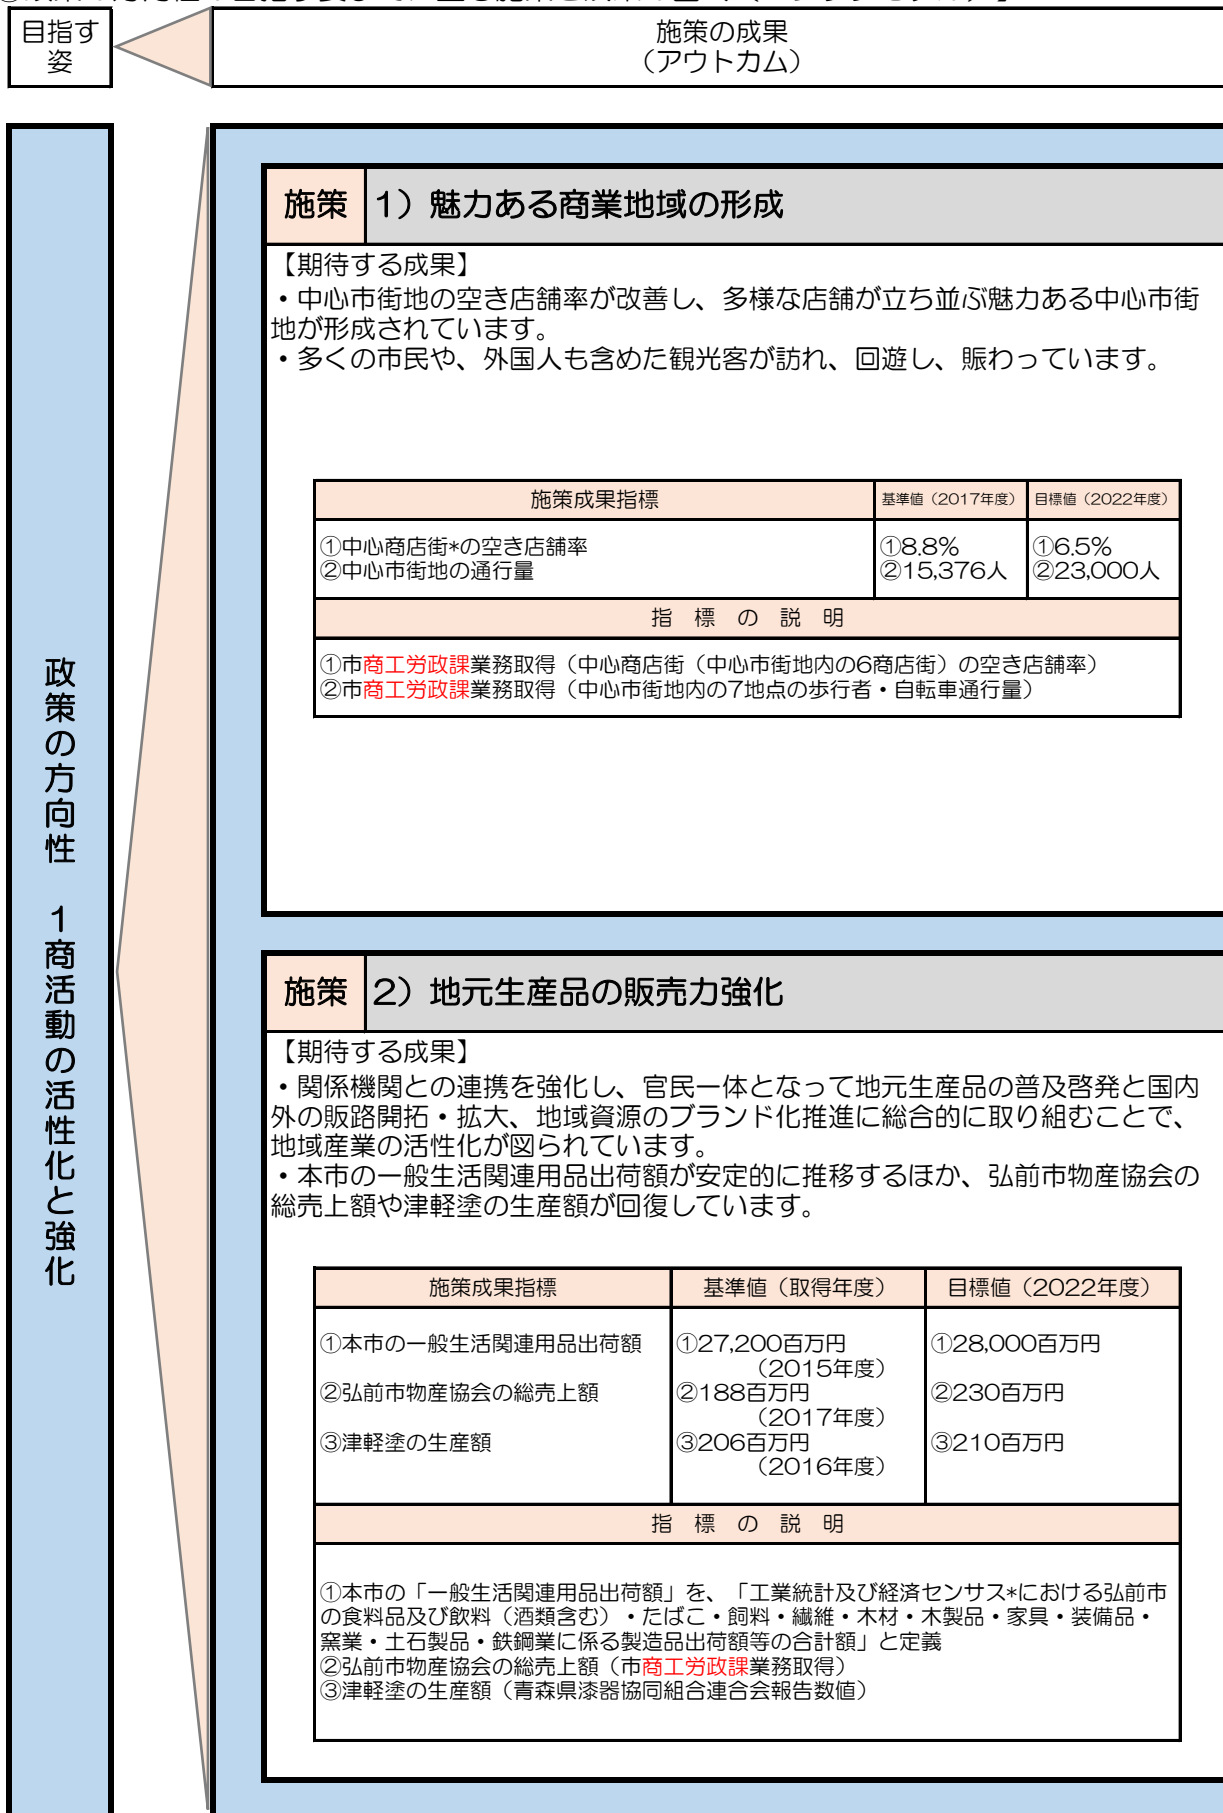 目指す
姿
施策の成果
（アウトカム）
政策の方向性　1商活動の活性化と強化
施策　1）魅力ある商業地域の形成
【期待する成果】
・中心市街地の空き店舗率が改善し、多様な店舗が立ち並ぶ魅力ある中心市街
地が形成されています。
・多くの市民や、外国人も含めた観光客が訪れ、回遊し、賑わっています。
施策成果指標　基準値（2017年度）　目標値（2022年度）
①中心商店街*の空き店舗率　①8.8%　①6.5%
②中心市街地の通行量　②15,376人　②23,000人
指　標　の　説　明
①市商工労政課業務取得（中心商店街（中心市街地内の6商店街）の空き店舗率）
②市商工労政課業務取得（中心市街地内の7地点の歩行者・自転車通行量）
施策　2）地元生産品の販売力強化
【期待する成果】
・関係機関との連携を強化し、官民一体となって地元生産品の普及啓発と国内
外の販路開拓・拡大、地域資源のブランド化推進に総合的に取り組むことで、
地域産業の活性化が図られています。
・本市の一般生活関連用品出荷額が安定的に推移するほか、弘前市物産協会の
総売上額や津軽塗の生産額が回復しています。
施策成果指標　基準値（取得年度）　目標値（2022年度）
①本市の一般生活関連用品出荷額　①27,200百万円　①28,000百万円
（2015年度）
②弘前市物産協会の総売上額　②188百万円　②230百万円
（2017年度）
③津軽塗の生産額　③206百万円　③210百万円
（2016年度）
指　標　の　説　明
①本市の「一般生活関連用品出荷額」を、「工業統計及び経済センサス*における弘前市
の食料品及び飲料（酒類含む）・たばこ・飼料・繊維・木材・木製品・家具・装備品・
窯業・土石製品・鉄鋼業に係る製造品出荷額等の合計額」と定義
②弘前市物産協会の総売上額（市商工労政課業務取得）
③津軽塗の生産額（青森県漆器協同組合連合会報告数値）